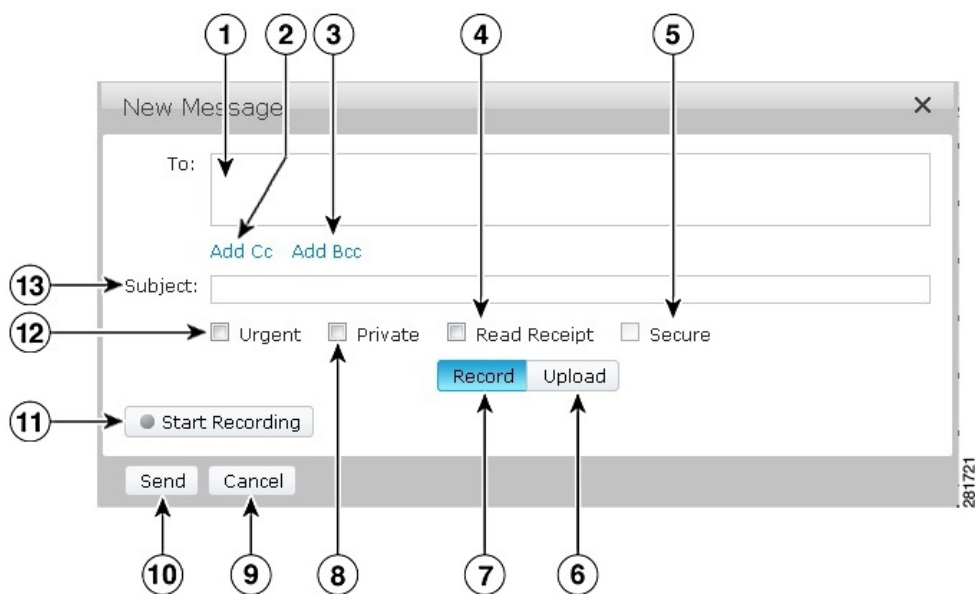 1 2 3 4 5
New Message ×
To:
Add Cc Add Bcc
13 Subject:
12 Urgent Private Read Receipt Secure
Record Upload
11 Start Recording
Send Cancel
10 9 8 7 6
281721